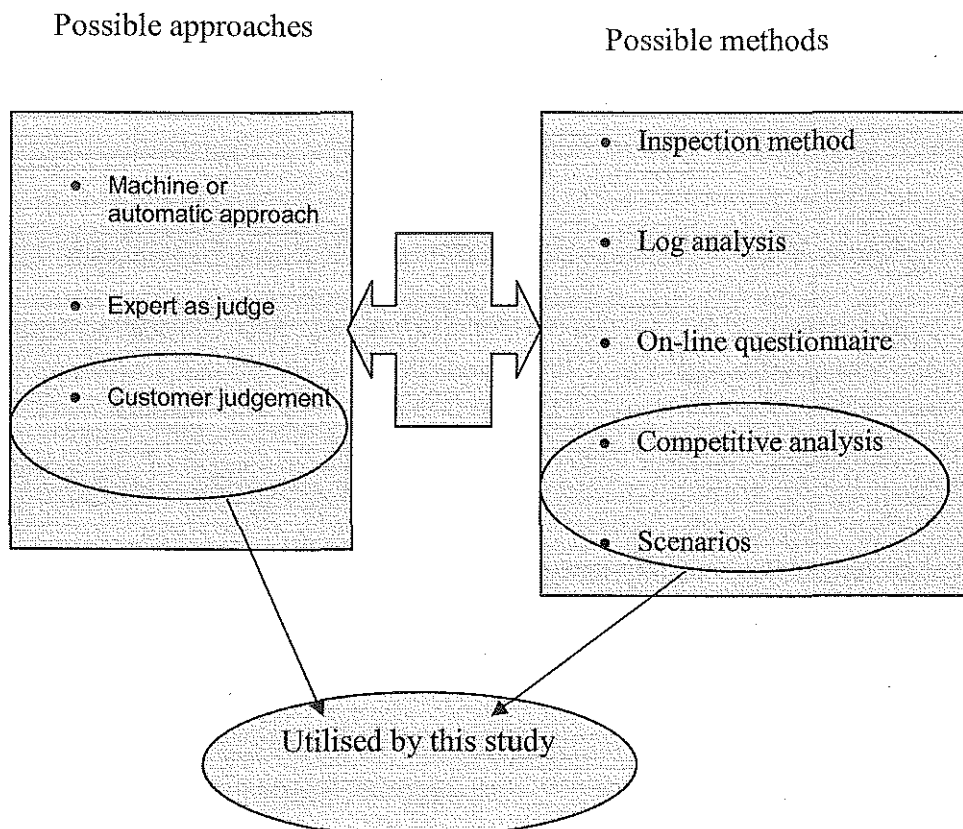 Possible approaches
Possible methods
• Machine or
automatic approach
• Expert as judge
• Customer judgement
• Inspection method
• Log analysis
• On-line questionnaire
• Competitive analysis
• Scenarios
Utilised by this study